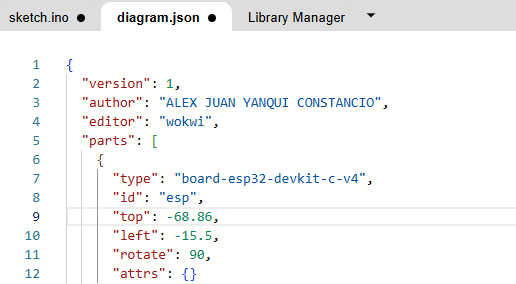 sketch.ino ● diagram.json ● Library Manager
1 {
2 "version": 1,
3 "author": "ALEX JUAN YANQUI CONSTANCIO",
4 "editor": "wokwi",
5 "parts": [
6 {
7 "type": "board-esp32-devkit-c-v4",
8 "id": "esp",
9 "top": -68.86,
10 "left": -15.5,
11 "rotate": 90,
12 "attrs": {}